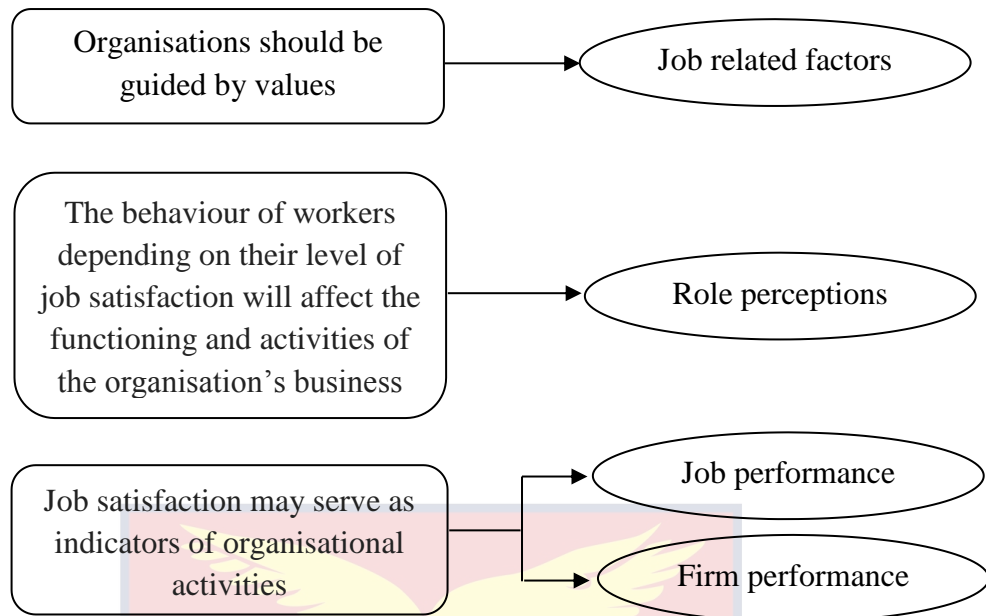 Organisations should be
guided by values
Job related factors
The behaviour of workers
depending on their level of
job satisfaction will affect the
functioning and activities of
the organisation’s business
Role perceptions
Job satisfaction may serve as
indicators of organisational
activities
Job performance
Firm performance